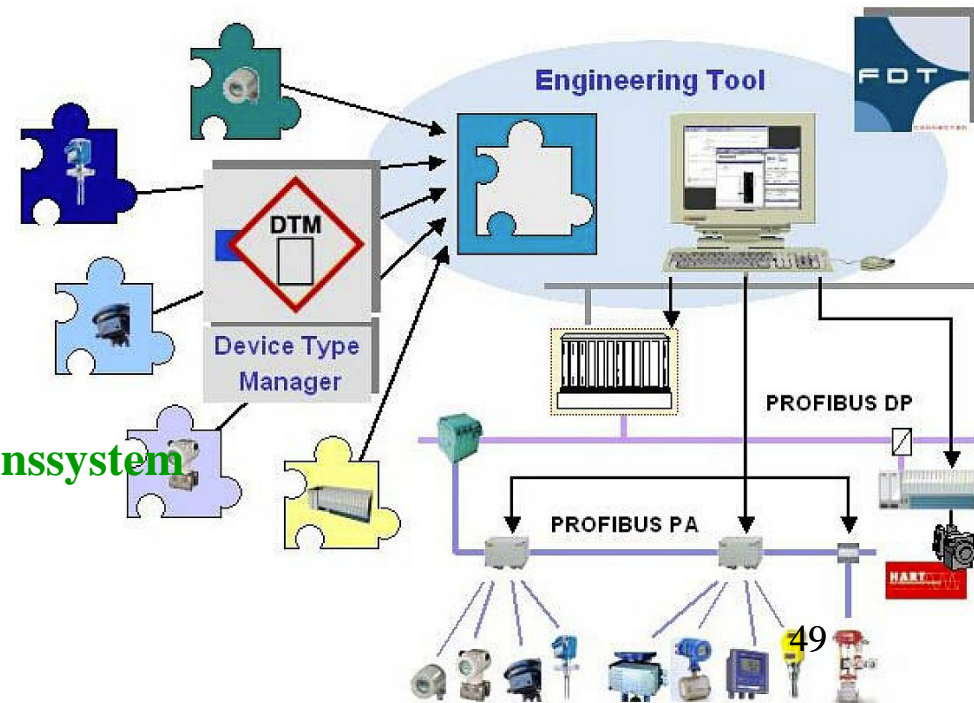 Engineering Tool
FDT
DTM
Device Type
Manager
PROFIBUS DP
nssystem
PROFIBUS PA
HART
49